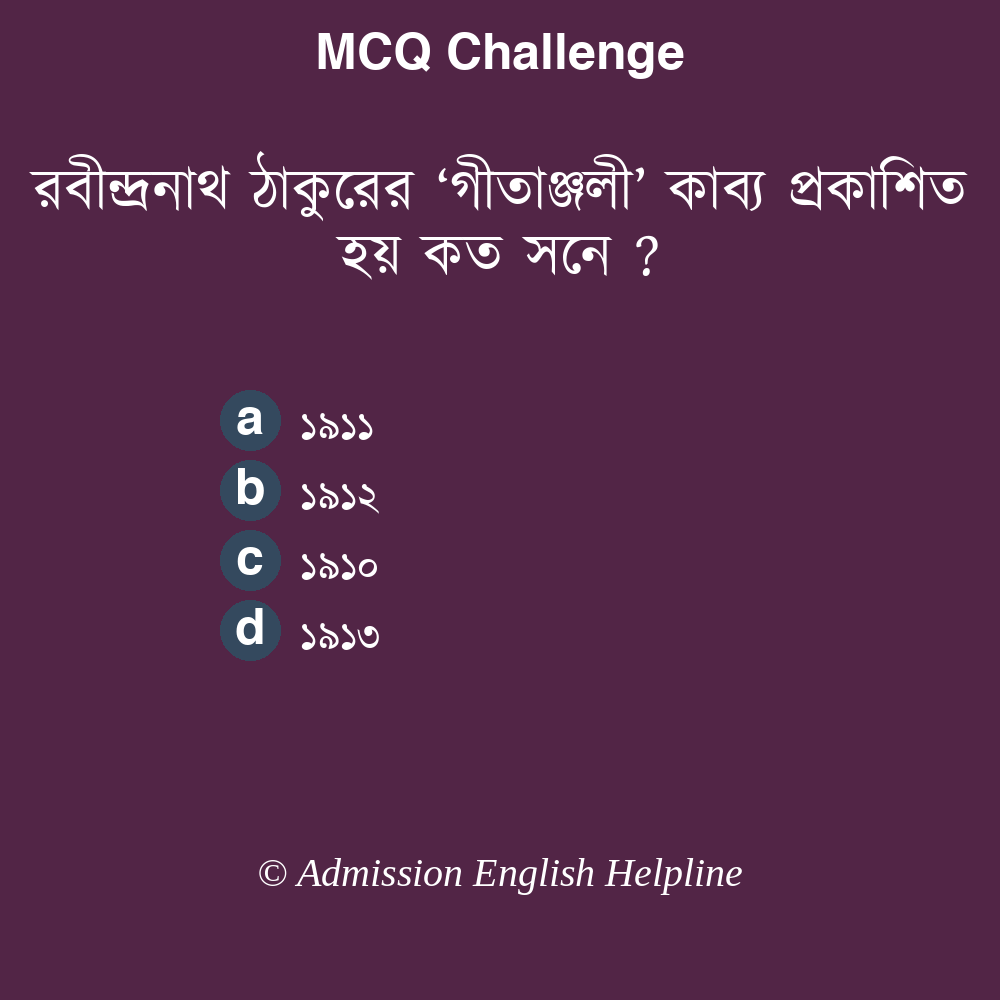 MCQ Challenge
রবীন্দ্রনাথ ঠাকুরের ‘গীতাঞ্জলী’ কাব্য প্রকাশিত
হয় কত সনে ?
a ১৯১১
b ১৯১২
c ১৯১০
d ১৯১৩
© Admission English Helpline